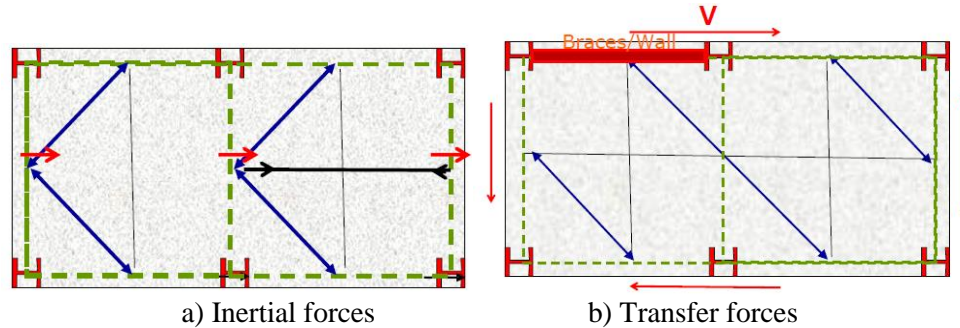 V
Braces/Wall
a) Inertial forces
b) Transfer forces